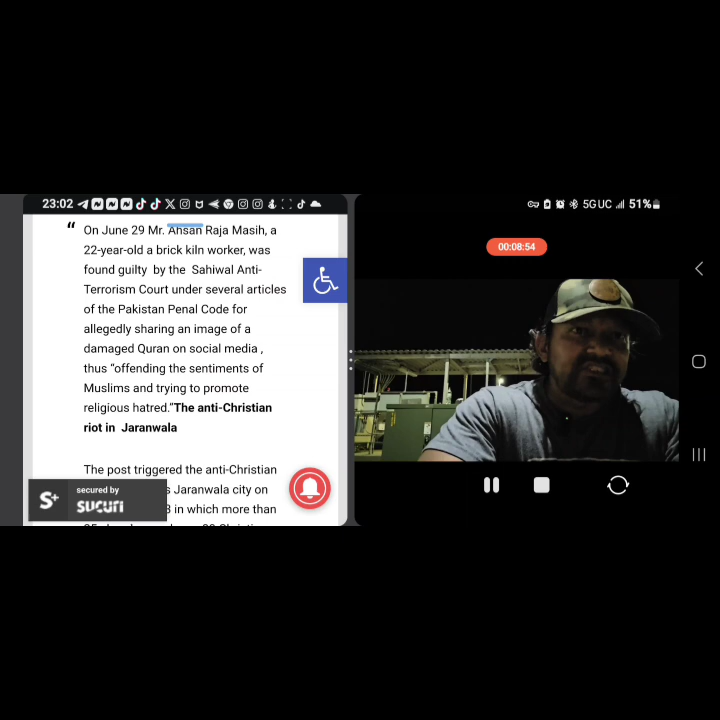 23:02
5G UC 51%
00:08:54
“ On June 29 Mr. Ahsan Raja Masih, a
22-year-old a brick kiln worker, was
found guilty by the Sahiwal Anti-
Terrorism Court under several articles
of the Pakistan Penal Code for
allegedly sharing an image of a
damaged Quran on social media ,
thus “offending the sentiments of
Muslims and trying to promote
religious hatred.”The anti-Christian
riot in Jaranwala
The post triggered the anti-Christian
s Jaranwala city on
3 in which more than
S+ secured by
sucuri